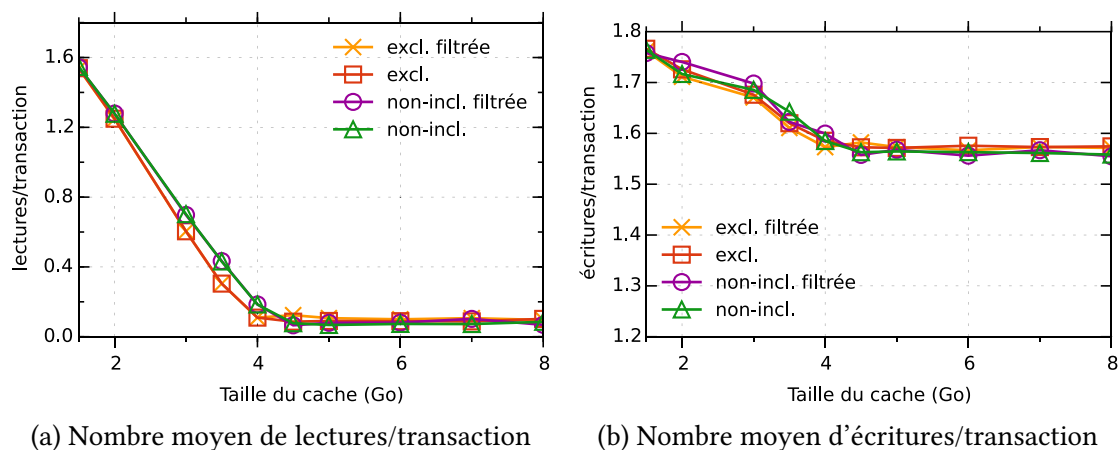 1.6
1.2
0.8
0.4
0.0
2
4
6
8
lectures/transaction
Taille du cache (Go)
excl. filtrée
excl.
non-incl. filtrée
non-incl.
(a) Nombre moyen de lectures/transaction
1.8
1.7
1.6
1.5
1.4
1.3
1.2
2
4
6
8
écritures/transaction
Taille du cache (Go)
excl. filtrée
excl.
non-incl. filtrée
non-incl.
(b) Nombre moyen d'écritures/transaction